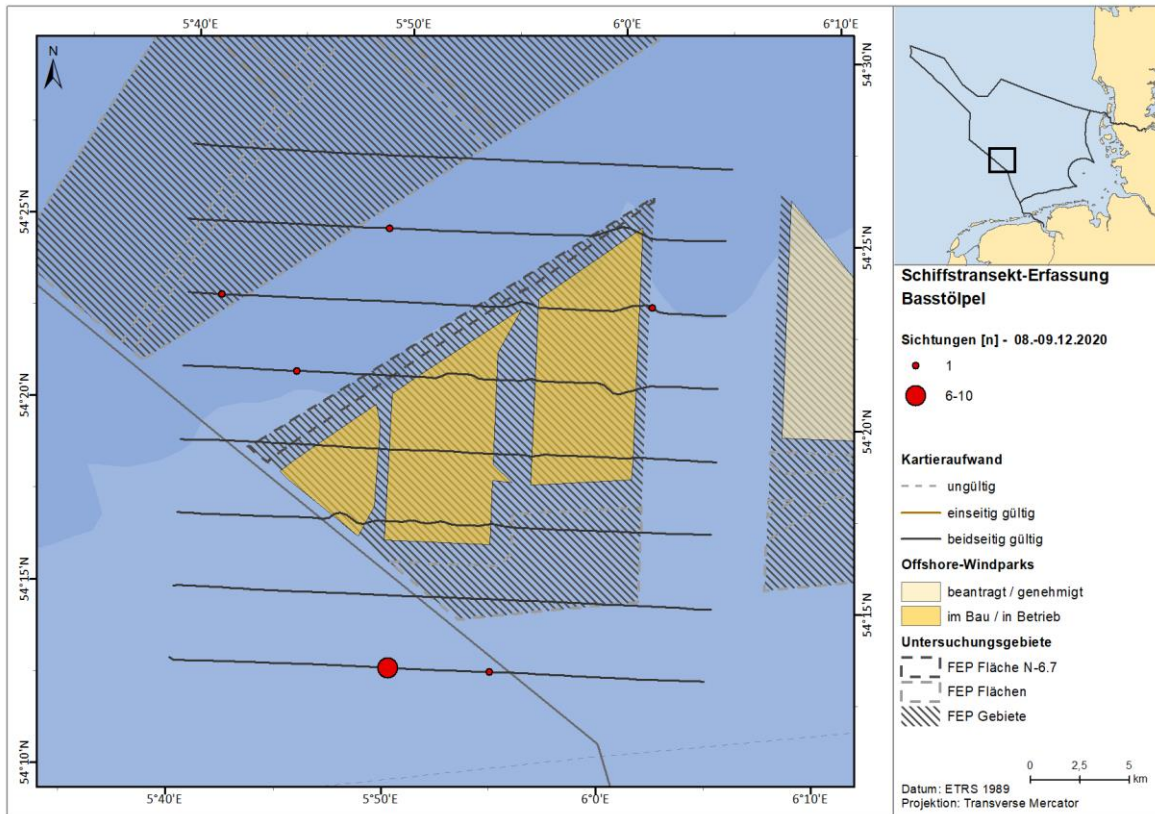 5°40'E 5°50'E 6°0'E 6°10'E
N
54°30'N
54°25'N
54°25'N
54°20'N
54°20'N
54°15'N
54°15'N
54°10'N
5°40'E 5°50'E 6°0'E 6°10'E
Schiffstransekt-Erfassung
Basstölpel
Sichtungen [n] - 08.-09.12.2020
1
6-10
Kartieraufwand
ungültig
einseitig gültig
beidseitig gültig
Offshore-Windparks
beantragt / genehmigt
im Bau / in Betrieb
Untersuchungsgebiete
FEP Fläche N-6.7
FEP Flächen
FEP Gebiete
0 2,5 5
km
Datum: ETRS 1989
Projektion: Transverse Mercator